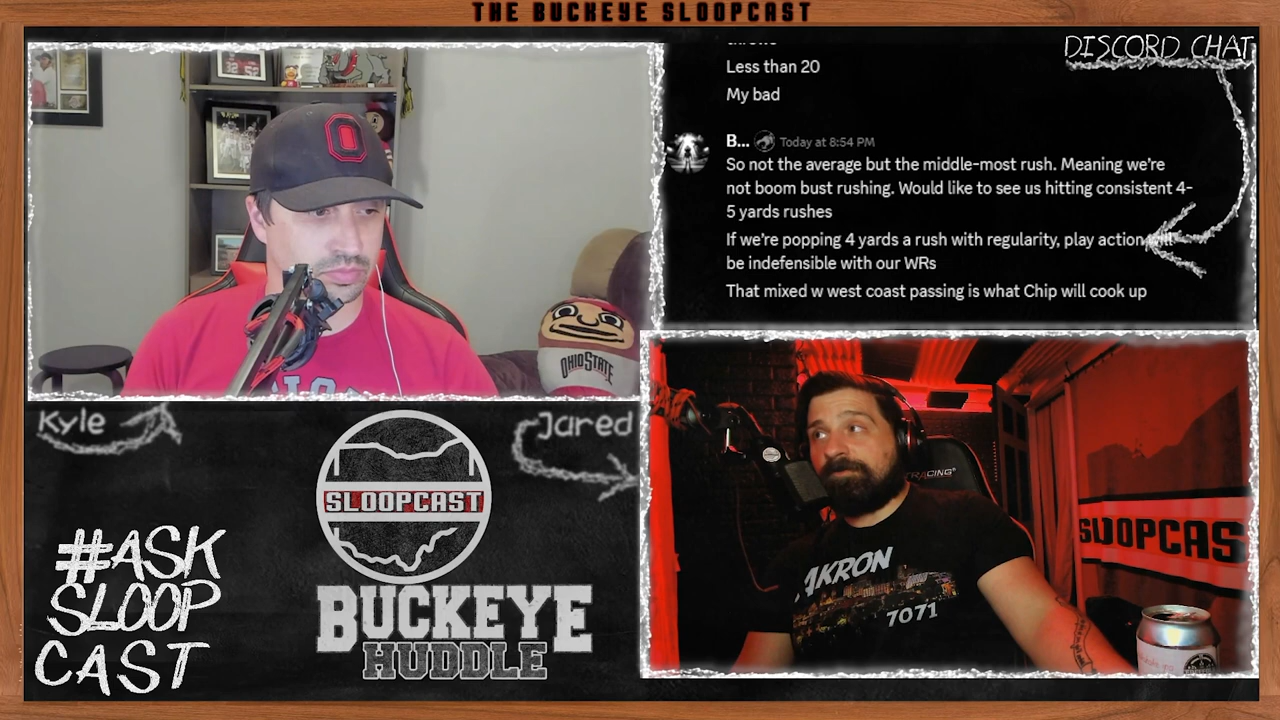 THE BUCKEYE SLOOPCAST
DISCORD CHAT
Less than 20
My bad
B... Today at 8:54 PM
So not the average but the middle-most rush. Meaning we're
not boom bust rushing. Would like to see us hitting consistent 4-
5 yards rushes
If we're popping 4 yards a rush with regularity, play action will
be indefensible with our WRs
That mixed w west coast passing is what Chip will cook up
O
OHIO STATE
Kyle
Jared
SLOOPCAST
BUCKEYE
HUDDLE
#ASK
SLOOP
CAST
RACING
AKRON
7071
SLOOPCAS